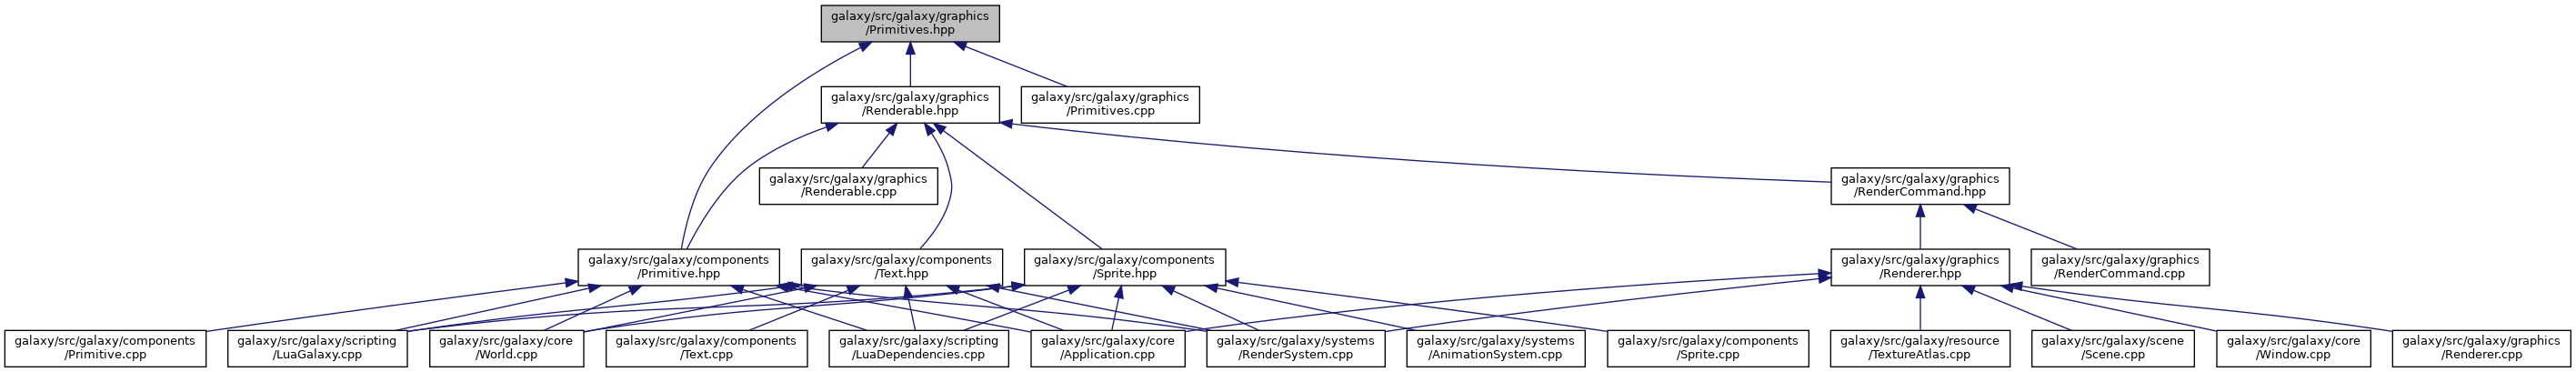 galaxy/src/galaxy/graphics
/Primitives.hpp
galaxy/src/galaxy/graphics
/Renderable.hpp
galaxy/src/galaxy/graphics
/Primitives.cpp
galaxy/src/galaxy/graphics
/Renderable.cpp
galaxy/src/galaxy/graphics
/RenderCommand.hpp
galaxy/src/galaxy/components
/Primitive.hpp
galaxy/src/galaxy/components
/Text.hpp
galaxy/src/galaxy/components
/Sprite.hpp
galaxy/src/galaxy/graphics
/Renderer.hpp
galaxy/src/galaxy/graphics
/RenderCommand.cpp
galaxy/src/galaxy/components
/Primitive.cpp
galaxy/src/galaxy/scripting
/LuaGalaxy.cpp
galaxy/src/galaxy/core
/World.cpp
galaxy/src/galaxy/components
/Text.cpp
galaxy/src/galaxy/scripting
/LuaDependencies.cpp
galaxy/src/galaxy/core
/Application.cpp
galaxy/src/galaxy/systems
/RenderSystem.cpp
galaxy/src/galaxy/systems
/AnimationSystem.cpp
galaxy/src/galaxy/components
/Sprite.cpp
galaxy/src/galaxy/resource
/TextureAtlas.cpp
galaxy/src/galaxy/scene
/Scene.cpp
galaxy/src/galaxy/core
/Window.cpp
galaxy/src/galaxy/graphics
/Renderer.cpp